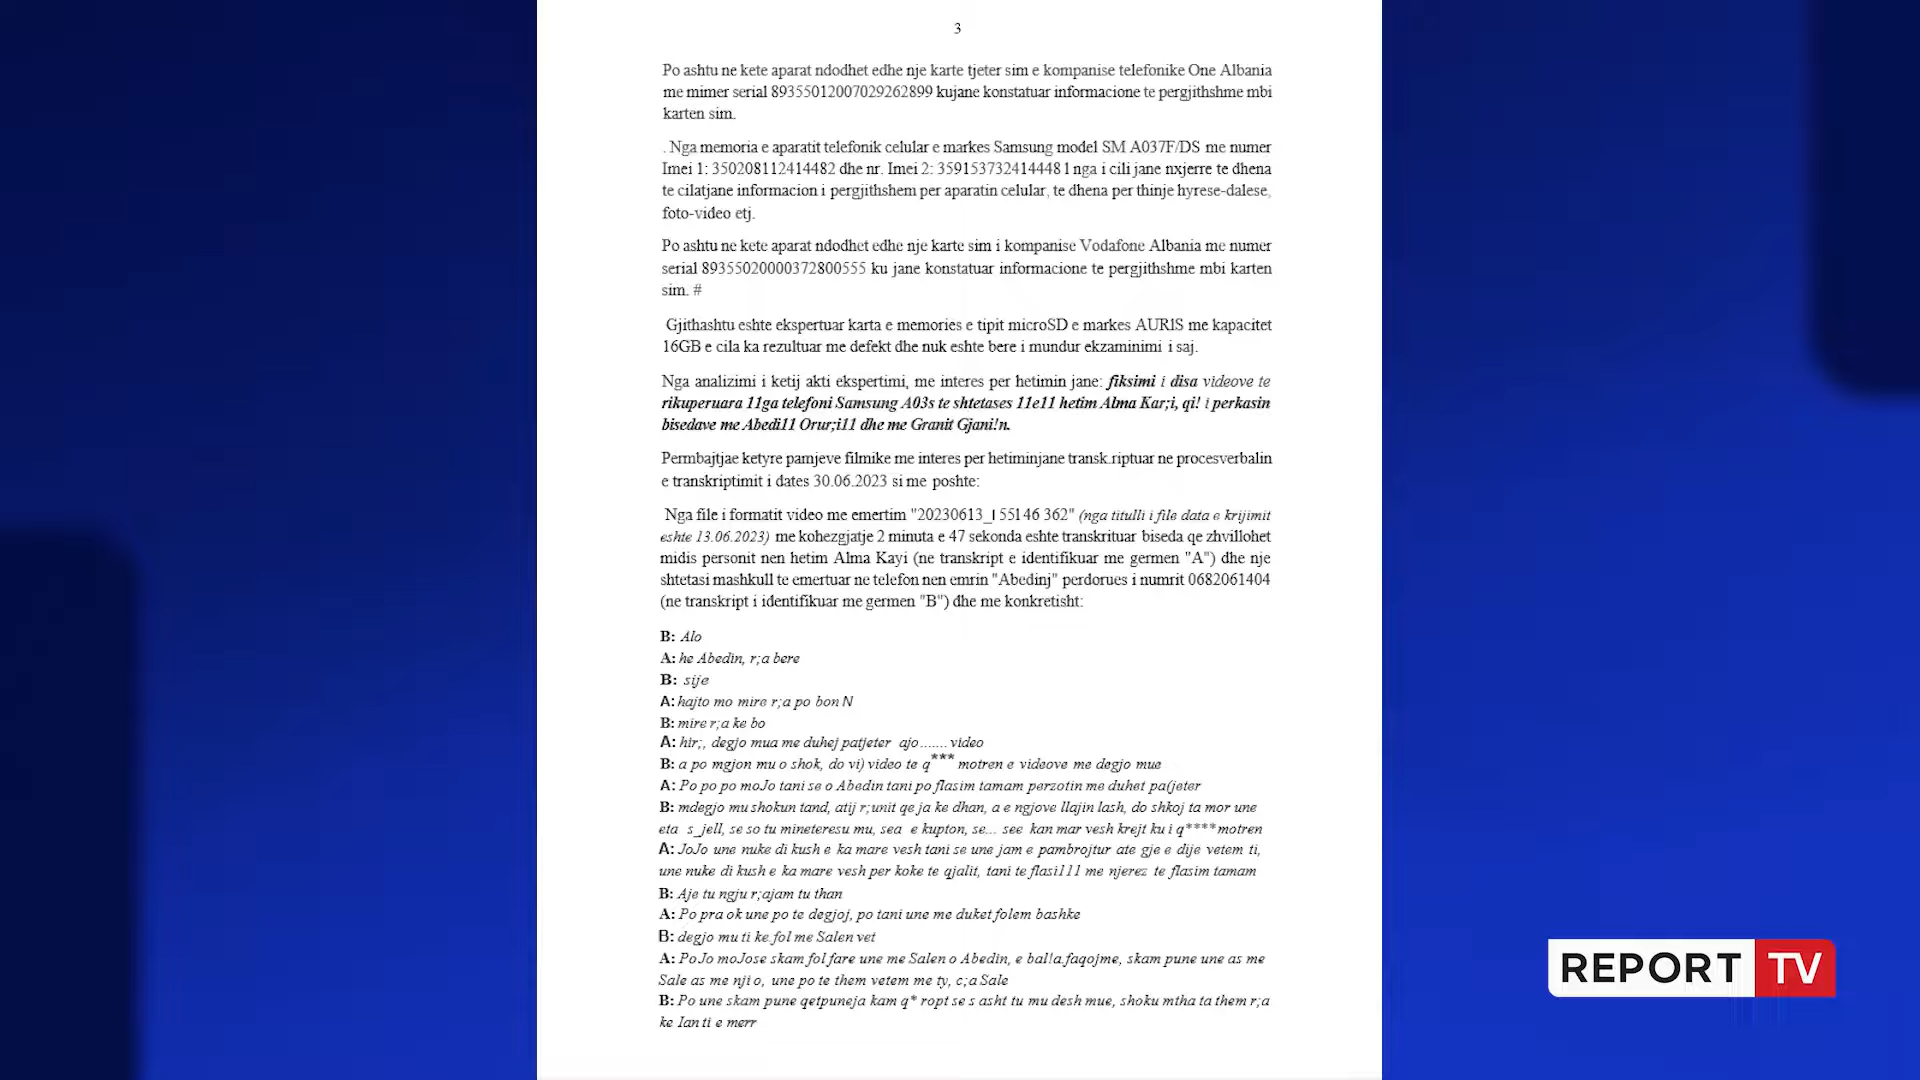 3
Po ashtu ne kete aparat ndodhet edhe nje karte tjeter sim e kompanise telefonike One Albania
me mimer serial 89355012007029262899 kujane konstatuar informacione te pergjithshme mbi
karten sim.
. Nga memoria e aparatit telefonik celular e markes Samsung model SM A037F/DS me numer
Imei 1: 350208112414482 dhe nr. Imei 2: 359153732414448 l nga i cili jane nxjerre te dhena
te cilatjane informacion i pergjithshem per aparatin celular, te dhena per thinje hyrese-dalese,
foto-video etj.
Po ashtu ne kete aparat ndodhet edhe nje karte sim i kompanise Vodafone Albania me numer
serial 89355020000372800555 ku jane konstatuar informacione te pergjithshme mbi karten
sim. #
Gjithashtu eshte ekspertuar karta e memories e tipit microSD e markes AURIS me kapacitet
16GB e cila ka rezultuar me defekt dhe nuk eshte bere i mundur ekzaminimi i saj.
Nga analizimi i ketij akti ekspertimi, me interes per hetimin jane: fiksimi i disa videove te
rikuperuara 11ga telefoni Samsung A03s te shtetases 11e11 hetim Alma Kar;i, qi! i perkasin
bisedave me Abedi11 Orur;i11 dhe me Granit Gjani!n.
Permbajtjae ketyre pamjeve filmike me interes per hetiminjane transk.riptuar ne procesverbalin
e transkriptimit i dates 30.06.2023 si me poshte:
Nga file i formatit video me emertim "20230613_l 55146 362" (nga titulli i file data e krijimit
eshte 13.06.2023) me kohezgjatje 2 minuta e 47 sekonda eshte transkrituar biseda qe zhvillohet
midis personit nen hetim Alma Kayi (ne transkript e identifikuar me germen "A") dhe nje
shtetasi mashkull te emertuar ne telefon nen emrin "Abedinj" perdorues i numrit 0682061404
(ne transkript i identifikuar me germen "B") dhe me konkretisht:
B: Alo
A: he Abedin, r;a bere
B: sije
A: hajto mo mire r;a po bon N
B: mire r;a ke bo
A: hir;, degjo mua me duhej patjeter ajo ....... video
B: a po mgjon mu o shok, do vi) video te q*** motren e videove me degjo mua
A: Po po po moJo tani se o Abedin tani po flasim tamam perzotin me duhet pa(jeter
B: mdegjo mu shokun tand, atij r;unit qe ja ke dhan, a e ngjove llajin lash, do shkoj ta mor une
eta s_jell, se so tu mineteresu mu, sea e kupton, se... see kan mar vesh krejt ku i q**** motren
A: JoJo une nuke di kush e ka mare vesh tani se une jam e pambrojtur ate gje e dije vetem ti,
une nuke di kush e ka mare vesh per koke te qjalit, tani te flasi111 me njerez te flasim tamam
B: Aje tu ngju r;ajam tu than
A: Po pra ok une po te degjoj, po tani une me duket folem bashke
B: degjo mu ti ke fol me Salen vet
A: PoJo moJose skam fol fare une me Salen o Abedin, e bal!a faqojme, skam pune une as me
Sale as me nji o, une po te them vetem me ty, c;a Sale
B: Po une skam pune qetpuneja kam q* ropt se s asht tu mu desh mue, shoku mtha ta them r;a
ke Ian ti e merr
REPORT TV